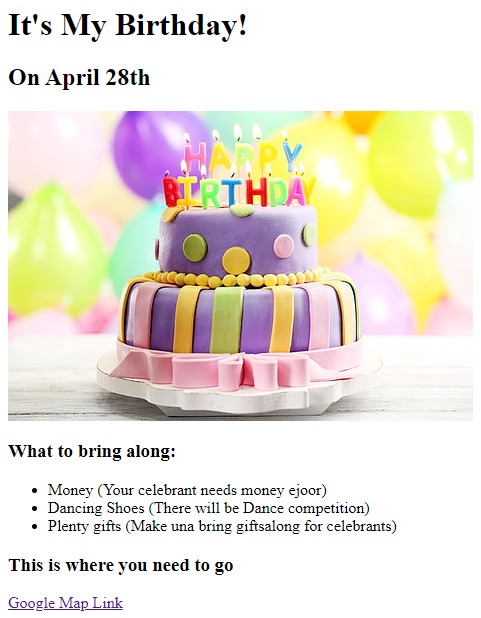 It's My Birthday!
On April 28th
HAPPY
BIRTHDAY
What to bring along:
Money (Your celebrant needs money ejoor)
Dancing Shoes (There will be Dance competition)
Plenty gifts (Make una bring giftsalong for celebrants)
This is where you need to go
Google Map Link